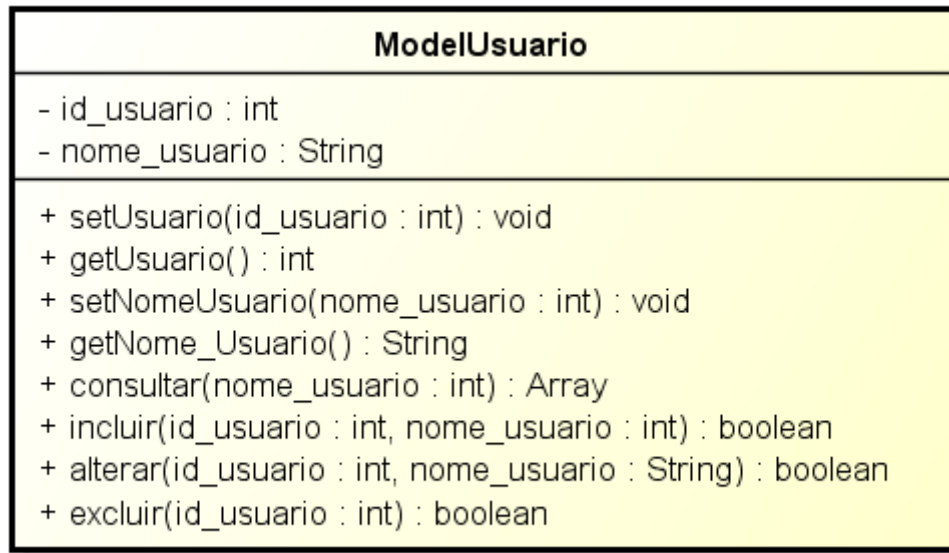 ModelUsuario
- id_usuario : int
- nome_usuario : String
+ setUsuario(id_usuario : int) : void
+ getUsuario() : int
+ setNomeUsuario(nome_usuario : int) : void
+ getNome_Usuario() : String
+ consultar(nome_usuario : int) : Array
+ incluir(id_usuario : int, nome_usuario : int) : boolean
+ alterar(id_usuario : int, nome_usuario : String) : boolean
+ excluir(id_usuario : int) : boolean